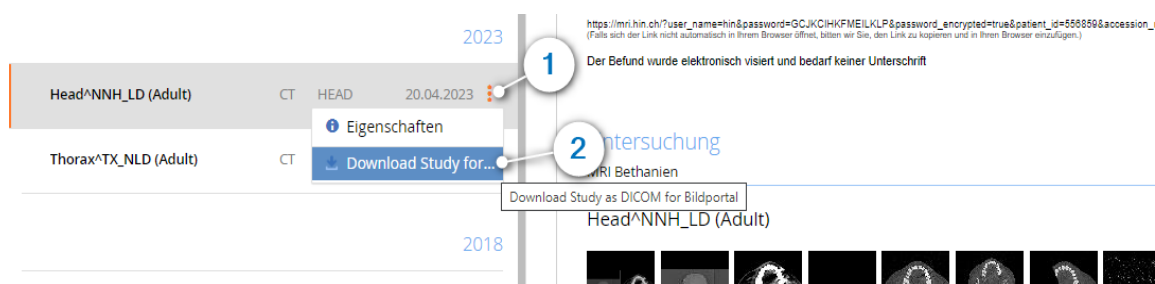 2023
1
Head^NNH_LD (Adult) CT HEAD 20.04.2023
Eigenschaften
Thorax^TX_NLD (Adult) CT
Download Study for...
2
Download Study as DICOM for Bildportal
2018
https://mri.hin.ch/?user_name=hin&password=GCJKCIHKFMEILKLP&password_encrypted=true&patient_id=556859&accession_
(Falls sich der Link nicht automatisch in Ihrem Browser öffnet, bitten wir Sie, den Link zu kopieren und in Ihren Browser einzufügen.)
Der Befund wurde elektronisch visiert und bedarf keiner Unterschrift
ntersuchung
MRI Bethanien
Head^NNH_LD (Adult)